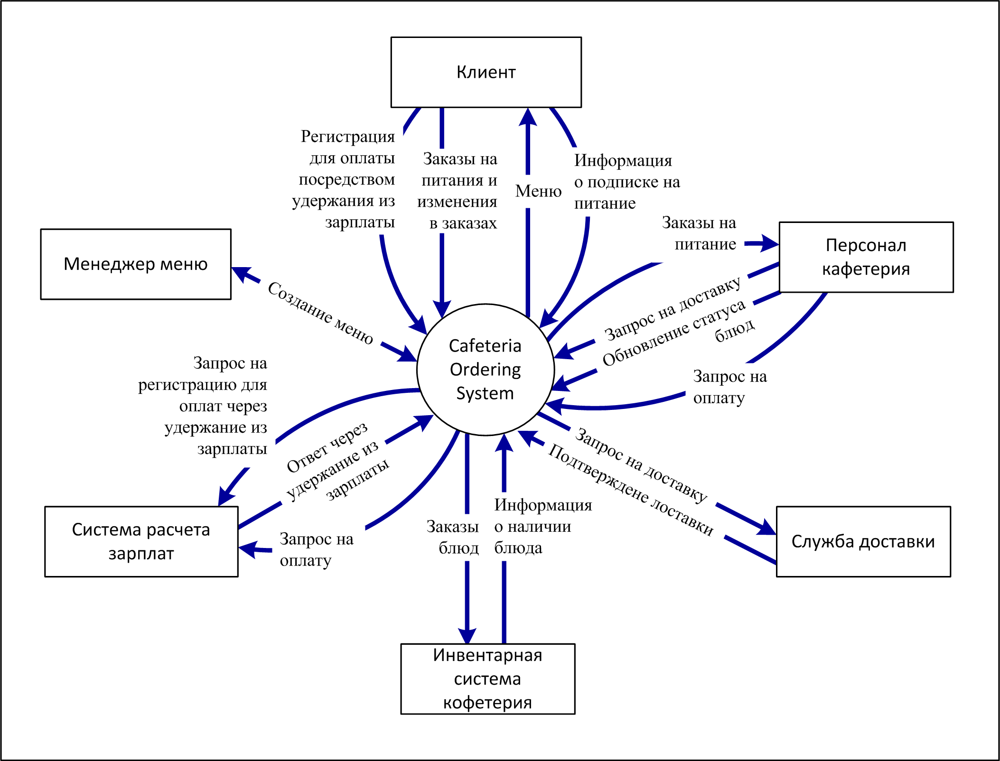 Клиент
Регистрация
для оплаты
посредством
удержания из
зарплаты
Заказы на
питания и
изменения
в заказах
Меню
Информация
о подписке на
питание
Заказы на
питание
Персонал
кафетерия
Менеджер меню
Создание меню
Запрос на доставку
Обновление статуса
блюд
Cafeteria
Ordering
System
Запрос на
оплату
Запрос на
регистрацию для
оплат через
удержание из
зарплаты
Ответ через
удержание из
зарплаты
Запрос на доставку
Подтверждене лоставки
Система расчета
зарплат
Запрос на
оплату
Заказы
блюд
Информация
о наличии
блюда
Служба доставки
Инвентарная
система
кофетерия